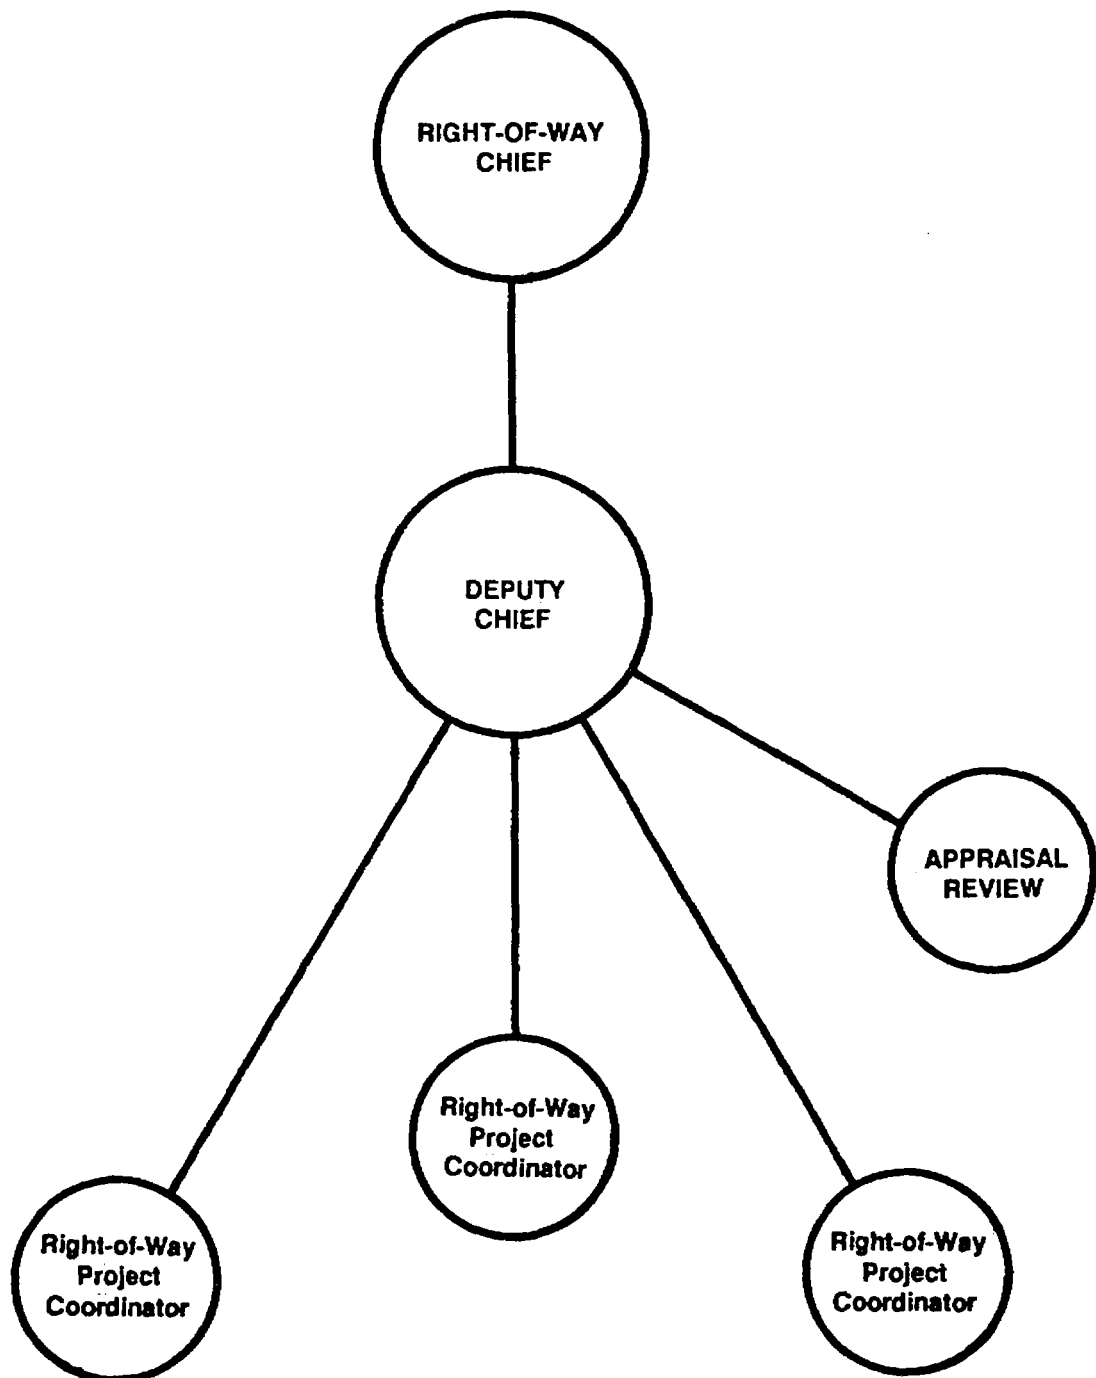 RIGHT-OF-WAY
CHIEF
DEPUTY
CHIEF
APPRAISAL
REVIEW
Right-of-Way
Project
Coordinator
Right-of-Way
Project
Coordinator
Right-of-Way
Project
Coordinator